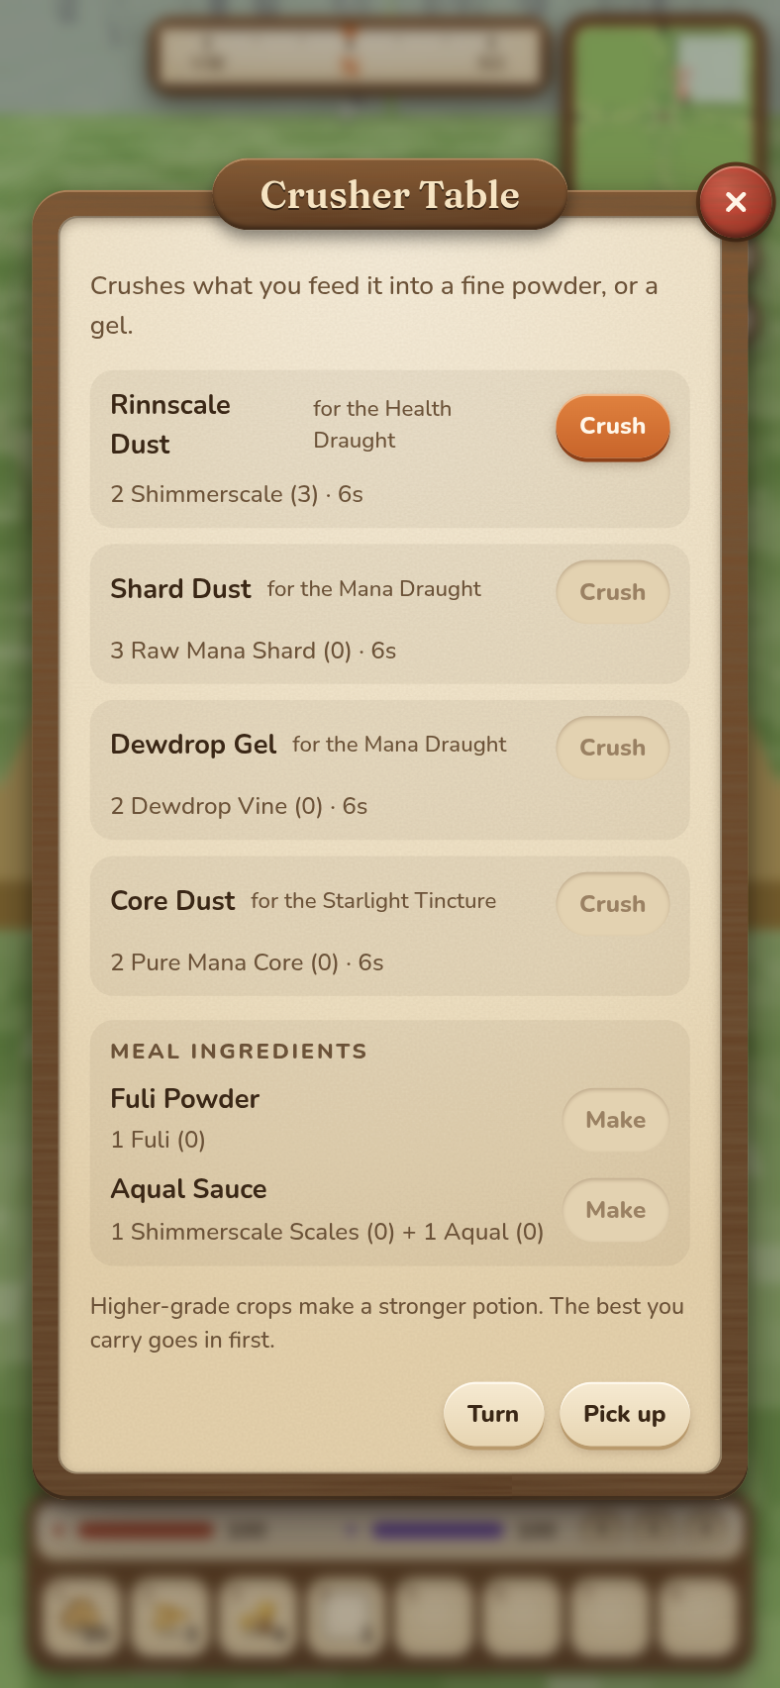 Crusher Table
Crushes what you feed it into a fine powder, or a
gel.
Rinnscale
Dust
for the Health
Draught
Crush
2 Shimmerscale (3) · 6s
Shard Dust for the Mana Draught
Crush
3 Raw Mana Shard (0) · 6s
Dewdrop Gel for the Mana Draught
Crush
2 Dewdrop Vine (0) · 6s
Core Dust for the Starlight Tincture
Crush
2 Pure Mana Core (0) · 6s
MEAL INGREDIENTS
Fuli Powder
1 Fuli (0)
Make
Aqual Sauce
1 Shimmerscale Scales (0) + 1 Aqual (0)
Make
Higher-grade crops make a stronger potion. The best you
carry goes in first.
Turn
Pick up